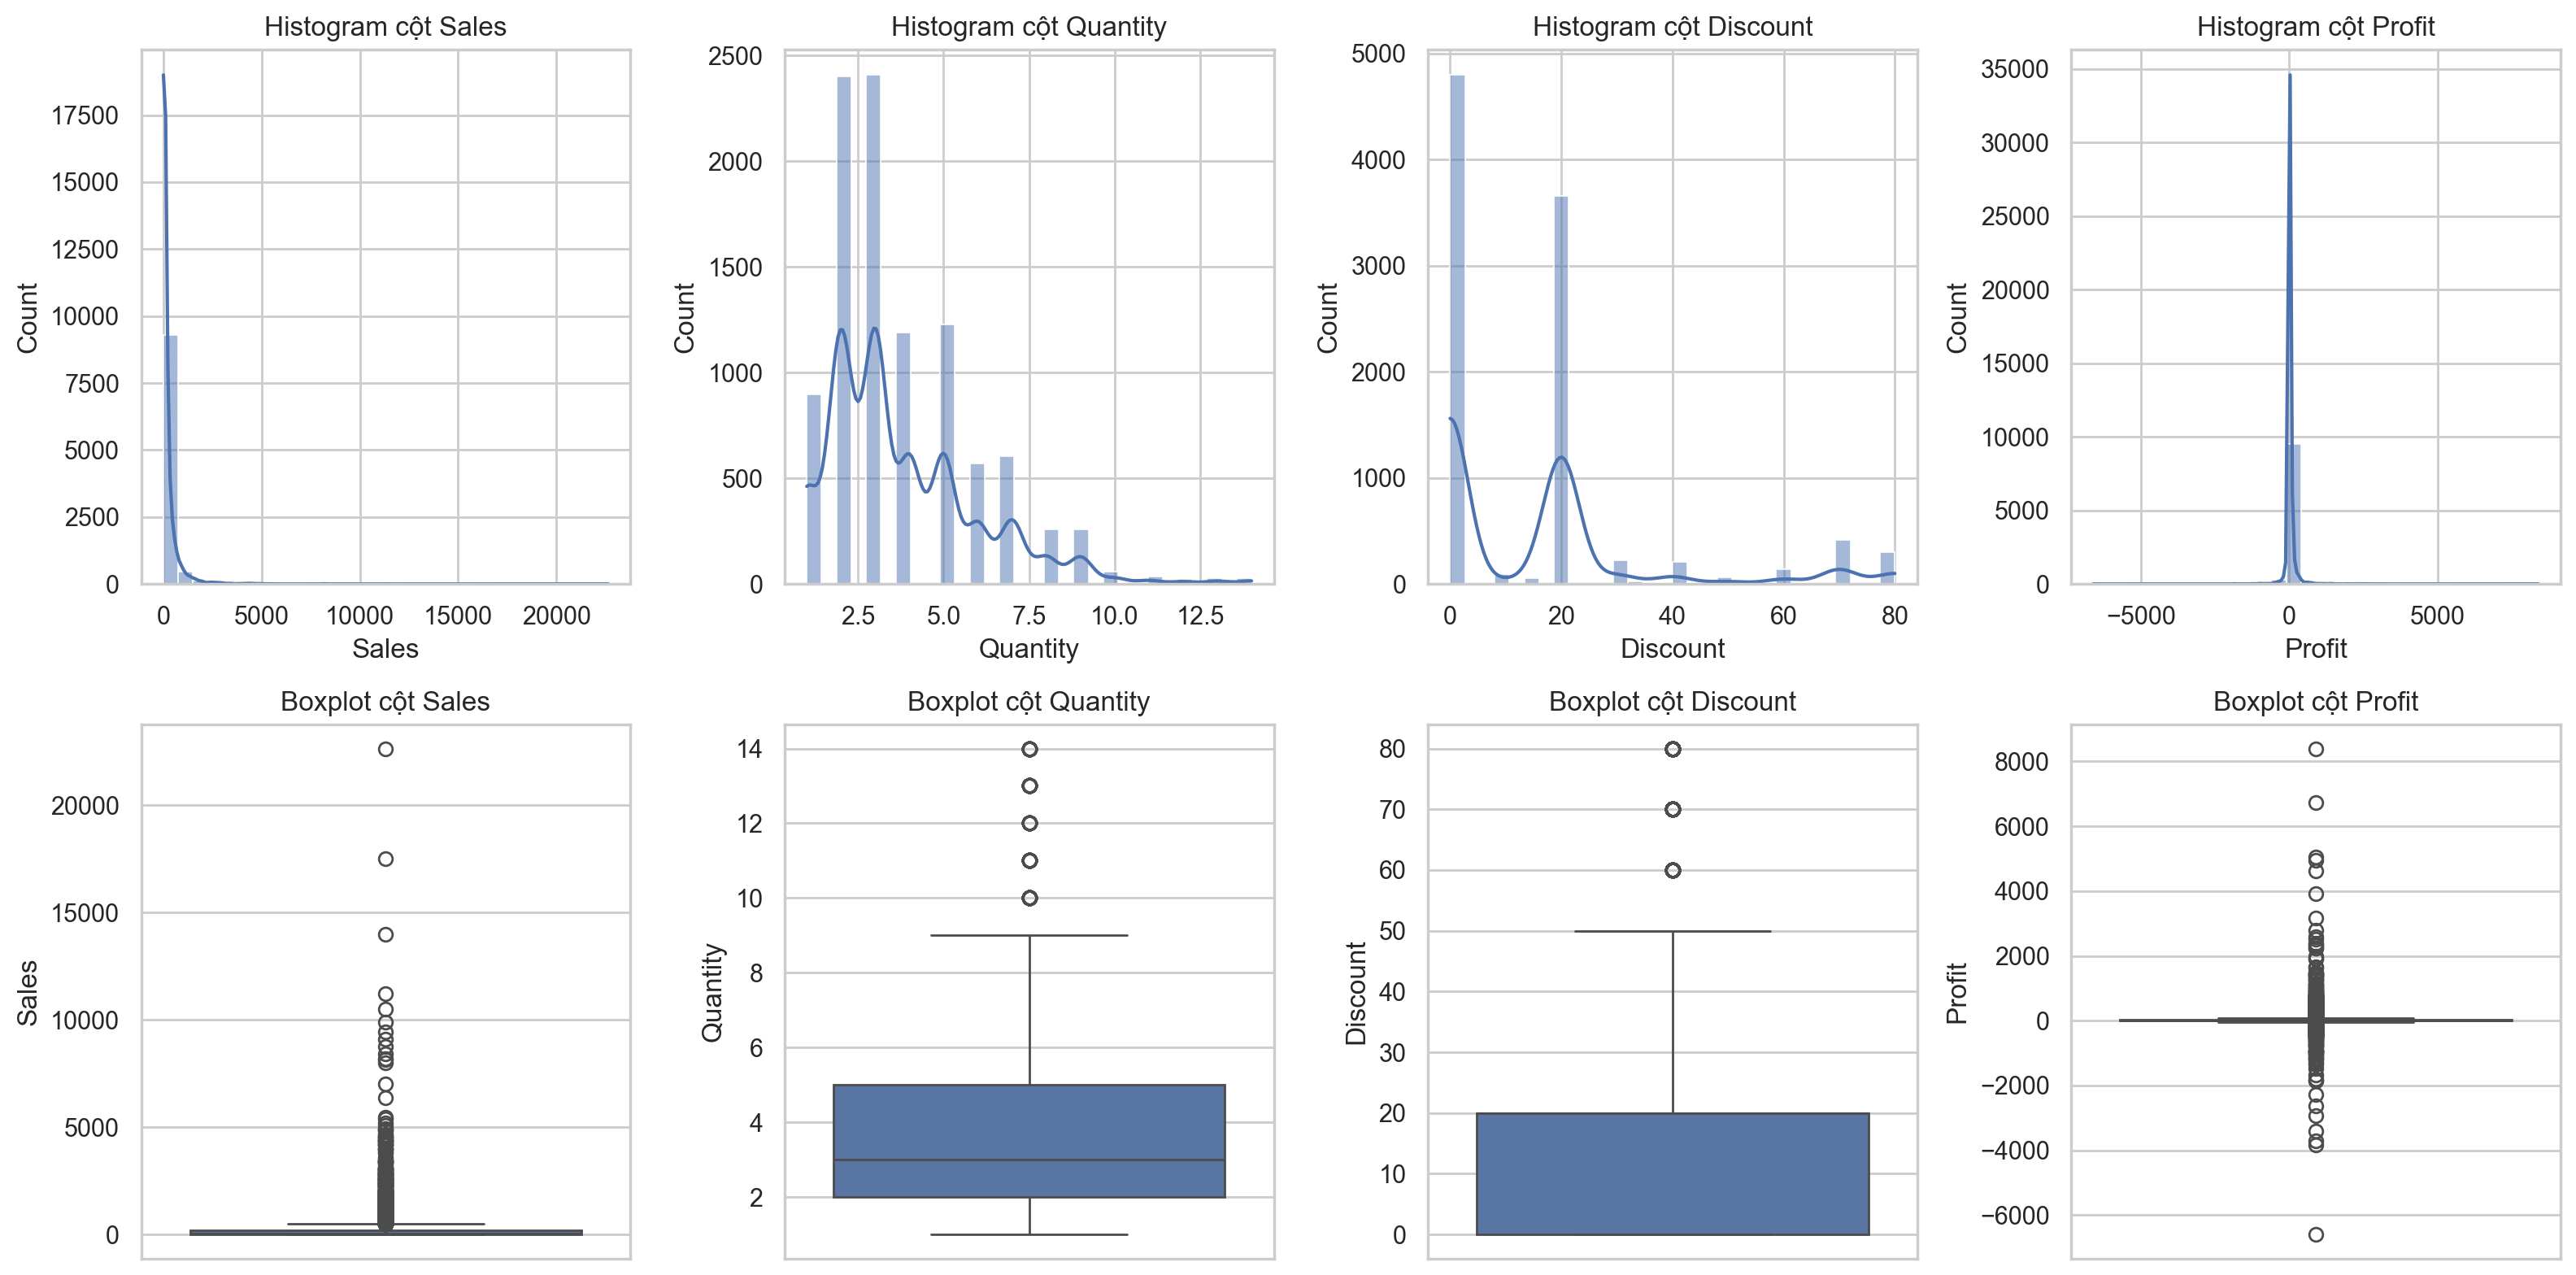 Histogram cột Sales
Count
17500
15000
12500
10000
7500
5000
2500
0
0 5000 10000 15000 20000
Sales
Histogram cột Quantity
Count
2500
2000
1500
1000
500
0
2.5 5.0 7.5 10.0 12.5
Quantity
Histogram cột Discount
Count
5000
4000
3000
2000
1000
0
0 20 40 60 80
Discount
Histogram cột Profit
Count
35000
30000
25000
20000
15000
10000
5000
0
−5000 0 5000
Profit
Boxplot cột Sales
Sales
20000
15000
10000
5000
0
Boxplot cột Quantity
Quantity
14
12
10
8
6
4
2
Boxplot cột Discount
Discount
80
70
60
50
40
30
20
10
0
Boxplot cột Profit
Profit
8000
6000
4000
2000
0
−2000
−4000
−6000